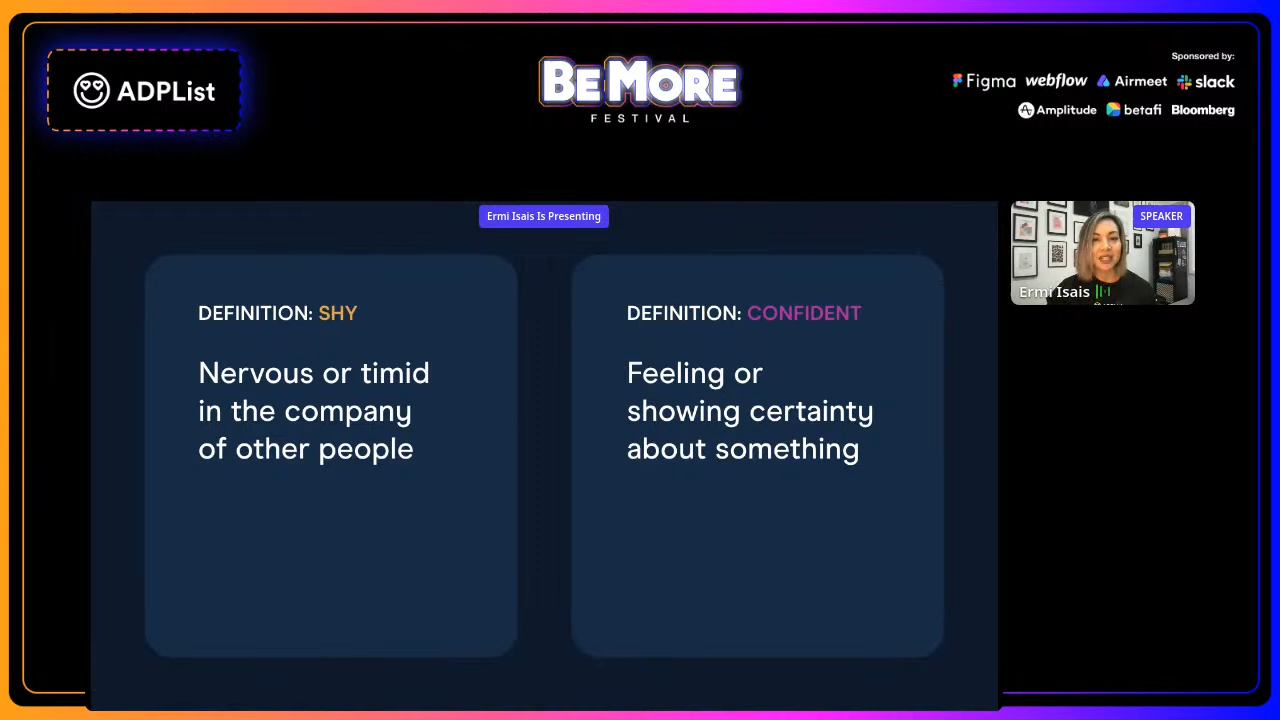 ADPList
BE MORE
FESTIVAL
Sponsored by:
Figma webflow Airmeet slack
Amplitude betafi Bloomberg
Ermi Isais Is Presenting
SPEAKER
Ermi Isais
DEFINITION: SHY
Nervous or timid
in the company
of other people
DEFINITION: CONFIDENT
Feeling or
showing certainty
about something